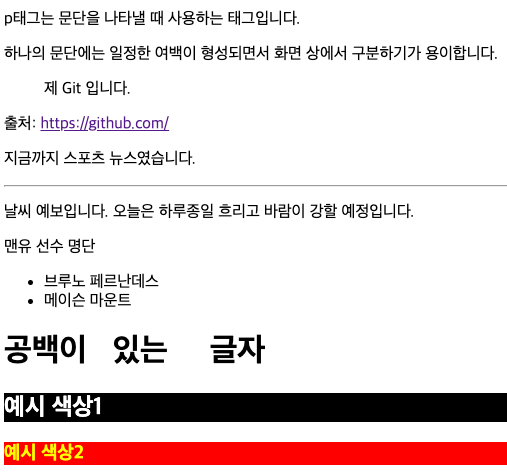 p태그는 문단을 나타낼 때 사용하는 태그입니다.
하나의 문단에는 일정한 여백이 형성되면서 화면 상에서 구분하기가 용이합니다.
제 Git 입니다.
출처: https://github.com/
지금까지 스포츠 뉴스였습니다.
날씨 예보입니다. 오늘은 하루종일 흐리고 바람이 강할 예정입니다.
맨유 선수 명단
• 브루노 페르난데스
• 메이슨 마운트
공백이   있는     글자
예시 색상1
예시 색상2